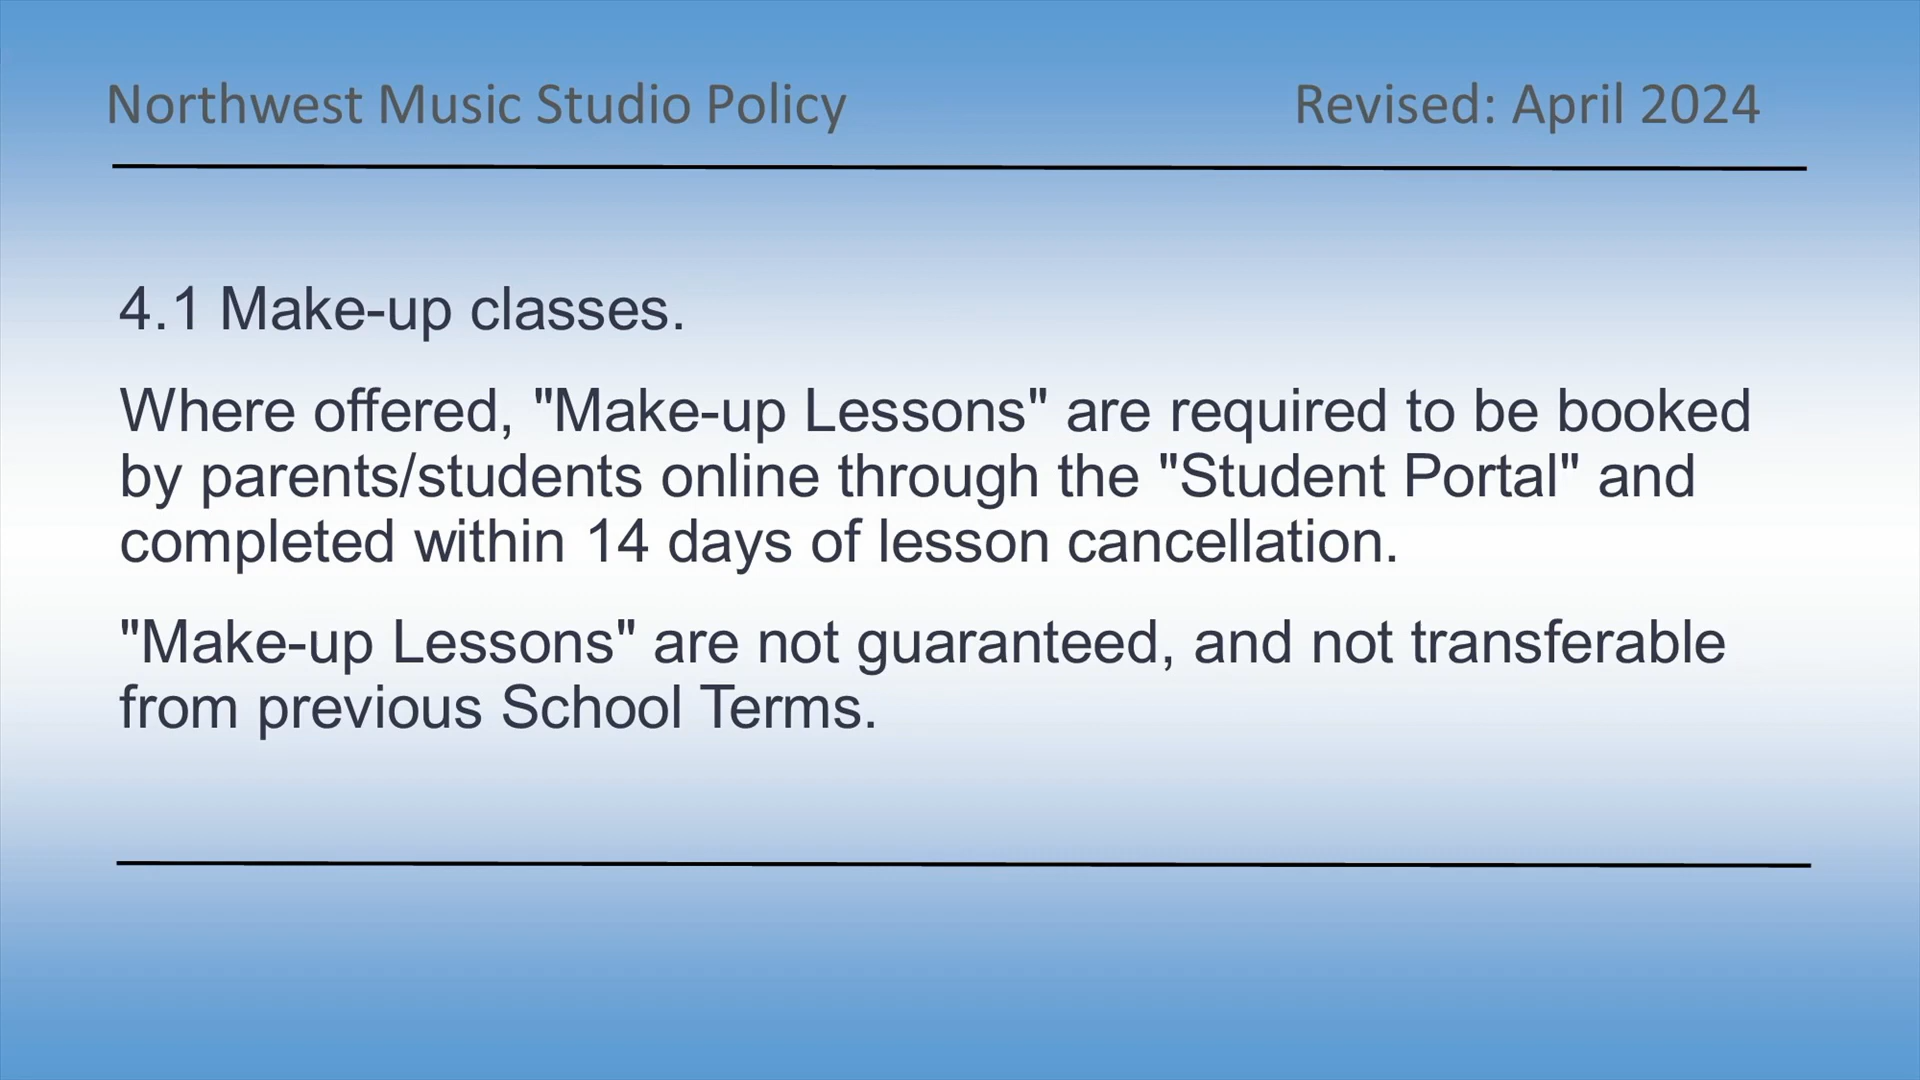 Northwest Music Studio Policy Revised: April 2024
4.1 Make-up classes.
Where offered, "Make-up Lessons" are required to be booked
by parents/students online through the "Student Portal" and
completed within 14 days of lesson cancellation.
"Make-up Lessons" are not guaranteed, and not transferable
from previous School Terms.